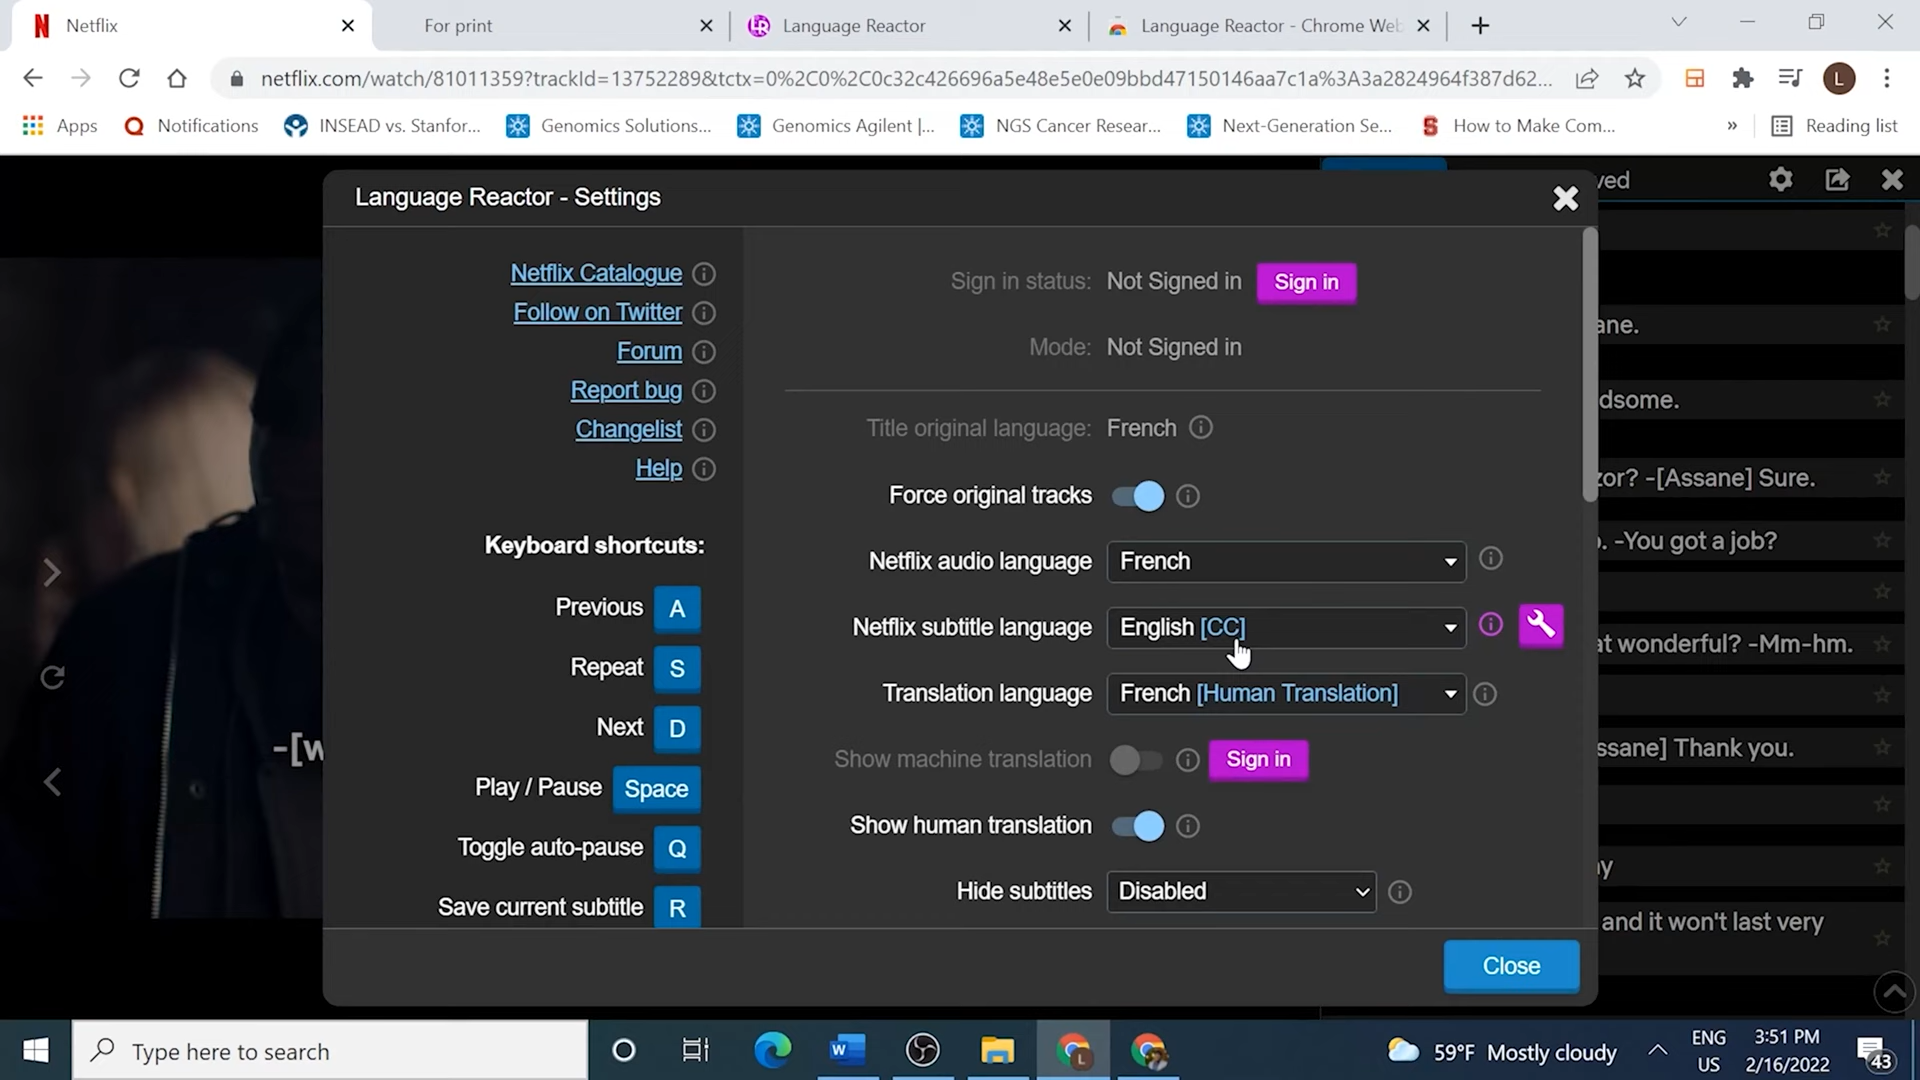 Netflix
For print
Language Reactor
Language Reactor - Chrome Web
netflix.com/watch/81011359?trackId=13752289&tctx=0%2C0%2C0c32c426696a5e48e5e0e09bbd47150146aa7c1a%3A3a2824964f387d62...
L
Apps
Notifications
INSEAD vs. Stanfor...
Genomics Solutions...
Genomics Agilent |...
NGS Cancer Resear...
Next-Generation Se...
How to Make Com...
»
Reading list
Language Reactor - Settings
Netflix Catalogue
Follow on Twitter
Forum
Report bug
Changelist
Help
Keyboard shortcuts:
Previous A
Repeat S
Next D
Play / Pause Space
Toggle auto-pause Q
Save current subtitle R
Sign in status: Not Signed in Sign in
Mode: Not Signed in
Title original language: French
Force original tracks
Netflix audio language French
Netflix subtitle language English [CC]
Translation language French [Human Translation]
Show machine translation Sign in
Show human translation
Hide subtitles Disabled
Close
-[w
ved
ane.
dsome.
zor? -[Assane] Sure.
. -You got a job?
at wonderful? -Mm-hm.
ssane] Thank you.
y
and it won't last very
Type here to search
59°F Mostly cloudy
ENG
US
3:51 PM
2/16/2022
43